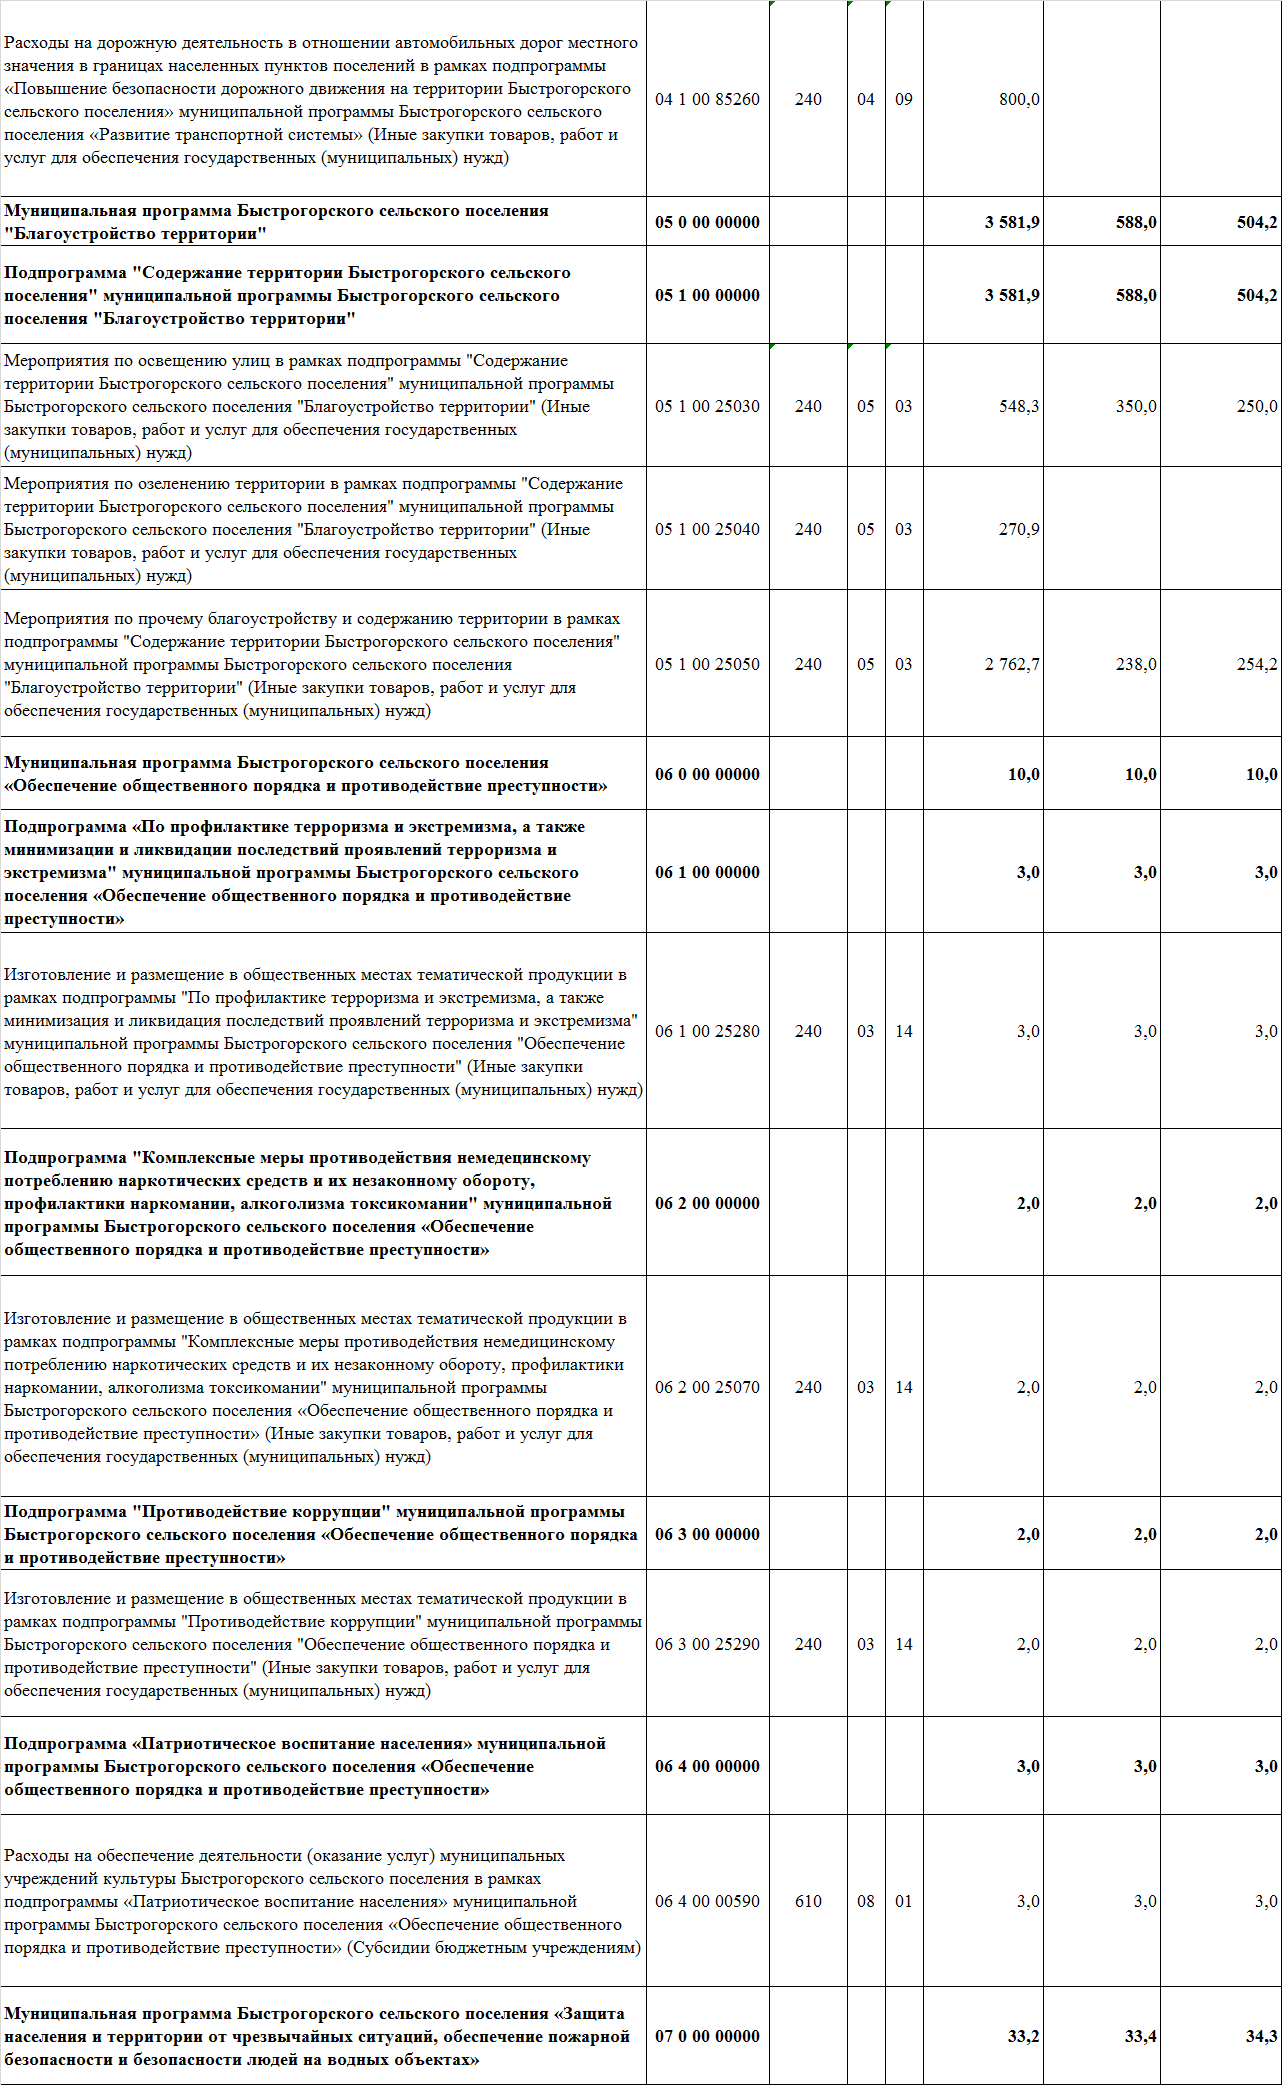 Расходы на дорожную деятельность в отношении автомобильных дорог местного
значения в границах населенных пунктов поселений в рамках подпрограммы
«Повышение безопасности дорожного движения на территории Быстрогорского
сельского поселения» муниципальной программы Быстрогорского сельского
поселения «Развитие транспортной системы» (Иные закупки товаров, работ и
услуг для обеспечения государственных (муниципальных) нужд)
04 1 00 85260 240 04 09 800,0
Муниципальная программа Быстрогорского сельского поселения
"Благоустройство территории"
05 0 00 00000 3 581,9 588,0 504,2
Подпрограмма "Содержание территории Быстрогорского сельского
поселения" муниципальной программы Быстрогорского сельского
поселения "Благоустройство территории"
05 1 00 00000 3 581,9 588,0 504,2
Мероприятия по освещению улиц в рамках подпрограммы "Содержание
территории Быстрогорского сельского поселения" муниципальной программы
Быстрогорского сельского поселения "Благоустройство территории" (Иные
закупки товаров, работ и услуг для обеспечения государственных
(муниципальных) нужд)
05 1 00 25030 240 05 03 548,3 350,0 250,0
Мероприятия по озеленению территории в рамках подпрограммы "Содержание
территории Быстрогорского сельского поселения" муниципальной программы
Быстрогорского сельского поселения "Благоустройство территории" (Иные
закупки товаров, работ и услуг для обеспечения государственных
(муниципальных) нужд)
05 1 00 25040 240 05 03 270,9
Мероприятия по прочему благоустройству и содержанию территории в рамках
подпрограммы "Содержание территории Быстрогорского сельского поселения"
муниципальной программы Быстрогорского сельского поселения
"Благоустройство территории" (Иные закупки товаров, работ и услуг для
обеспечения государственных (муниципальных) нужд)
05 1 00 25050 240 05 03 2 762,7 238,0 254,2
Муниципальная программа Быстрогорского сельского поселения
«Обеспечение общественного порядка и противодействие преступности»
06 0 00 00000 10,0 10,0 10,0
Подпрограмма «По профилактике терроризма и экстремизма, а также
минимизации и ликвидации последствий проявлений терроризма и
экстремизма" муниципальной программы Быстрогорского сельского
поселения «Обеспечение общественного порядка и противодействие
преступности»
06 1 00 00000 3,0 3,0 3,0
Изготовление и размещение в общественных местах тематической продукции в
рамках подпрограммы "По профилактике терроризма и экстремизма, а также
минимизация и ликвидация последствий проявлений терроризма и экстремизма"
муниципальной программы Быстрогорского сельского поселения "Обеспечение
общественного порядка и противодействие преступности" (Иные закупки
товаров, работ и услуг для обеспечения государственных (муниципальных) нужд)
06 1 00 25280 240 03 14 3,0 3,0 3,0
Подпрограмма "Комплексные меры противодействия немедецинскому
потреблению наркотических средств и их незаконному обороту,
профилактики наркомании, алкоголизма токсикомании" муниципальной
программы Быстрогорского сельского поселения «Обеспечение
общественного порядка и противодействие преступности»
06 2 00 00000 2,0 2,0 2,0
Изготовление и размещение в общественных местах тематической продукции в
рамках подпрограммы "Комплексные меры противодействия немедицинскому
потреблению наркотических средств и их незаконному обороту, профилактики
наркомании, алкоголизма токсикомании" муниципальной программы
Быстрогорского сельского поселения «Обеспечение общественного порядка и
противодействие преступности» (Иные закупки товаров, работ и услуг для
обеспечения государственных (муниципальных) нужд)
06 2 00 25070 240 03 14 2,0 2,0 2,0
Подпрограмма "Противодействие коррупции" муниципальной программы
Быстрогорского сельского поселения «Обеспечение общественного порядка
и противодействие преступности»
06 3 00 00000 2,0 2,0 2,0
Изготовление и размещение в общественных местах тематической продукции в
рамках подпрограммы "Противодействие коррупции" муниципальной программы
Быстрогорского сельского поселения "Обеспечение общественного порядка и
противодействие преступности" (Иные закупки товаров, работ и услуг для
обеспечения государственных (муниципальных) нужд)
06 3 00 25290 240 03 14 2,0 2,0 2,0
Подпрограмма «Патриотическое воспитание населения» муниципальной
программы Быстрогорского сельского поселения «Обеспечение
общественного порядка и противодействие преступности»
06 4 00 00000 3,0 3,0 3,0
Расходы на обеспечение деятельности (оказание услуг) муниципальных
учреждений культуры Быстрогорского сельского поселения в рамках
подпрограммы «Патриотическое воспитание населения» муниципальной
программы Быстрогорского сельского поселения «Обеспечение общественного
порядка и противодействие преступности» (Субсидии бюджетным учреждениям)
06 4 00 00590 610 08 01 3,0 3,0 3,0
Муниципальная программа Быстрогорского сельского поселения «Защита
населения и территории от чрезвычайных ситуаций, обеспечение пожарной
безопасности и безопасности людей на водных объектах»
07 0 00 00000 33,2 33,4 34,3